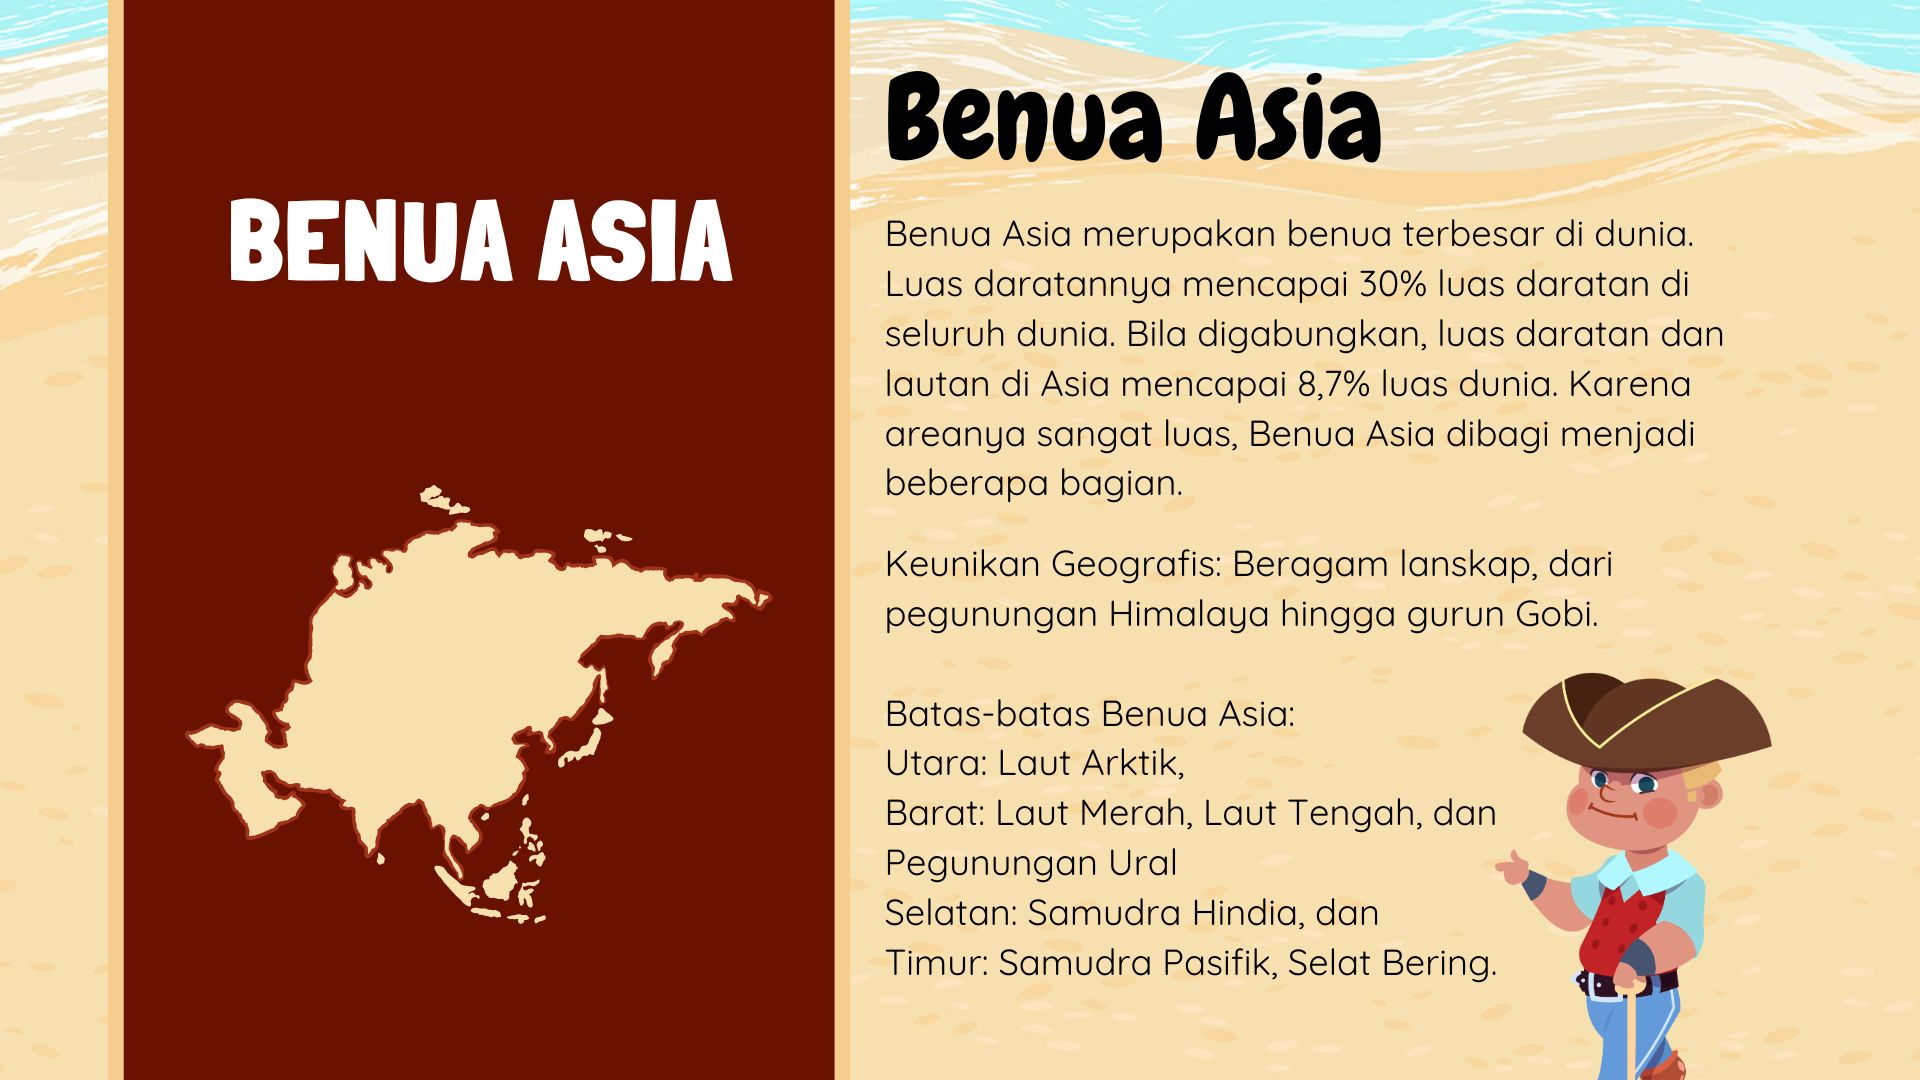 BENUA ASIA
Benua Asia
Benua Asia merupakan benua terbesar di dunia.
Luas daratannya mencapai 30% luas daratan di
seluruh dunia. Bila digabungkan, luas daratan dan
lautan di Asia mencapai 8,7% luas dunia. Karena
areanya sangat luas, Benua Asia dibagi menjadi
beberapa bagian.
Keunikan Geografis: Beragam lanskap, dari
pegunungan Himalaya hingga gurun Gobi.
Batas-batas Benua Asia:
Utara: Laut Arktik,
Barat: Laut Merah, Laut Tengah, dan
Pegunungan Ural
Selatan: Samudra Hindia, dan
Timur: Samudra Pasifik, Selat Bering.